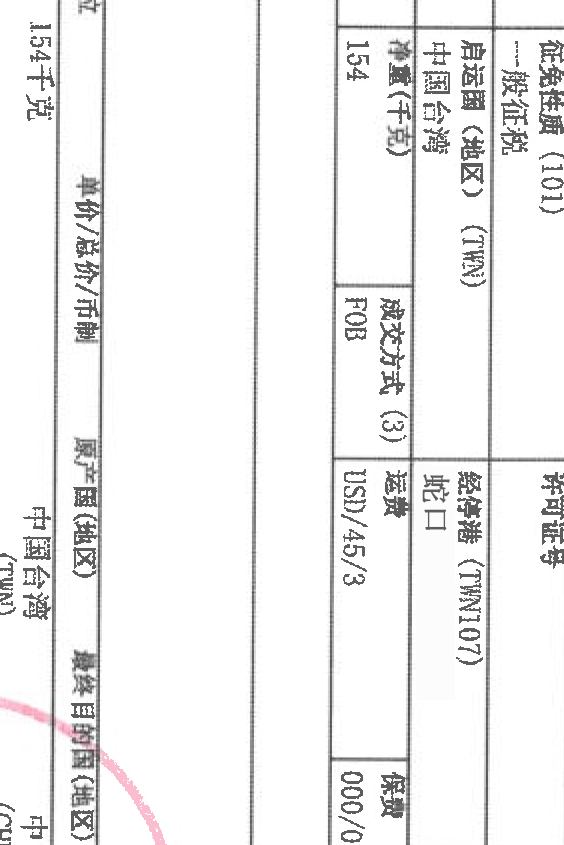 征免性质 (101)
一般征税
许可证号
启运国 (地区) (TWN)
中国台湾
经停港 (TWN107)
蛇口
净重(千克)
154
成交方式 (3)
FOB
运费
USD/45/3
保费
000/0
单价/总价/币制
原产国(地区)
最终目的国(地区)
154千克
中国台湾
中
(TWN)